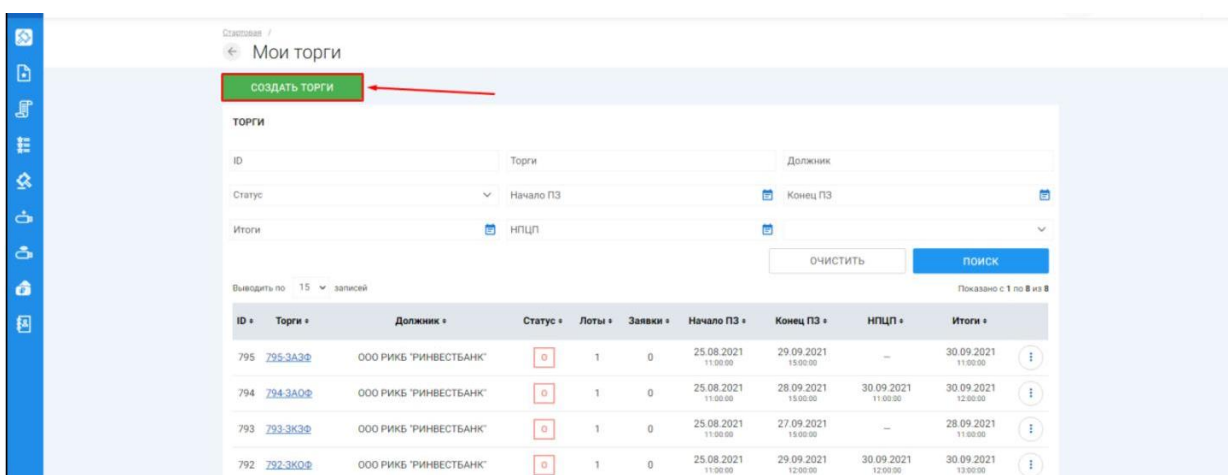 Стартовая /
Мои торги
СОЗДАТЬ ТОРГИ
ТОРГИ
ID Торги Должник
Статус Начало ПЗ Конец ПЗ
Итоги НПЦП
ОЧИСТИТЬ ПОИСК
Выводить по 15 записей Показано с 1 по 8 из 8
ID Торги Должник Статус Лоты Заявки Начало ПЗ Конец ПЗ НПЦП Итоги
795 795-ЗАЗФ ООО РИКБ "РИНВЕСТБАНК" О 1 0 25.08.2021 29.09.2021 — 30.09.2021
11:00:00 15:00:00 11:00:00
794 794-ЗАОФ ООО РИКБ "РИНВЕСТБАНК" О 1 0 25.08.2021 28.09.2021 30.09.2021 30.09.2021
11:00:00 15:00:00 11:00:00 12:00:00
793 793-ЗКЗФ ООО РИКБ "РИНВЕСТБАНК" О 1 0 25.08.2021 27.09.2021 — 28.09.2021
11:00:00 15:00:00 11:00:00
792 792-ЗКОФ ООО РИКБ "РИНВЕСТБАНК" О 1 0 25.08.2021 29.09.2021 30.09.2021 30.09.2021
11:00:00 12:00:00 12:00:00 13:00:00